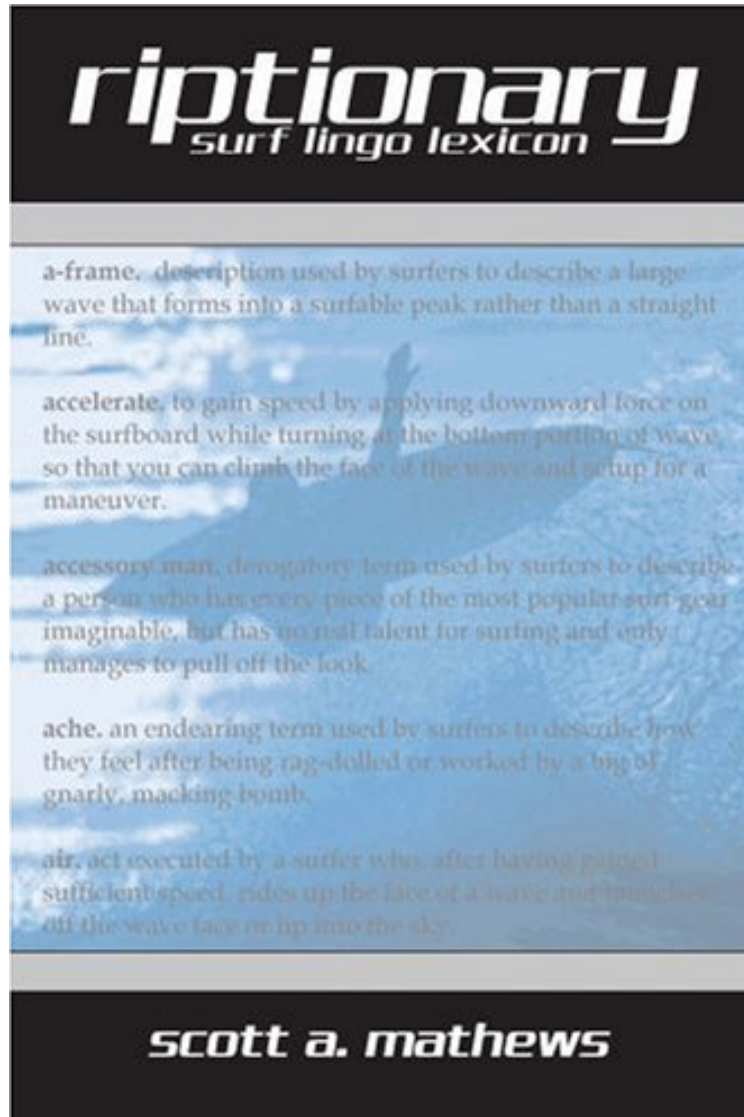 riptionary
surf lingo lexicon
a-frame. description used by surfers to describe a large
wave that forms into a surfable peak rather than a straight
line.
accelerate. to gain speed by applying downward force on
the surfboard while turning at the bottom portion of wave
so that you can climb the face of the wave and setup for a
maneuver.
accessory man. derogatory term used by surfers to describe
a person who has every piece of the most popular surf gear
imaginable, but has no real talent for surfing and only
manages to pull off the look.
ache. an endearing term used by surfers to describe how
they feel after being rag-dolled or worked by a big of
gnarly, macking bomb.
air. act executed by a surfer who, after having gained
sufficient speed, rides up the face of a wave and launches
off the wave face or lip into the sky.
scott a. mathews